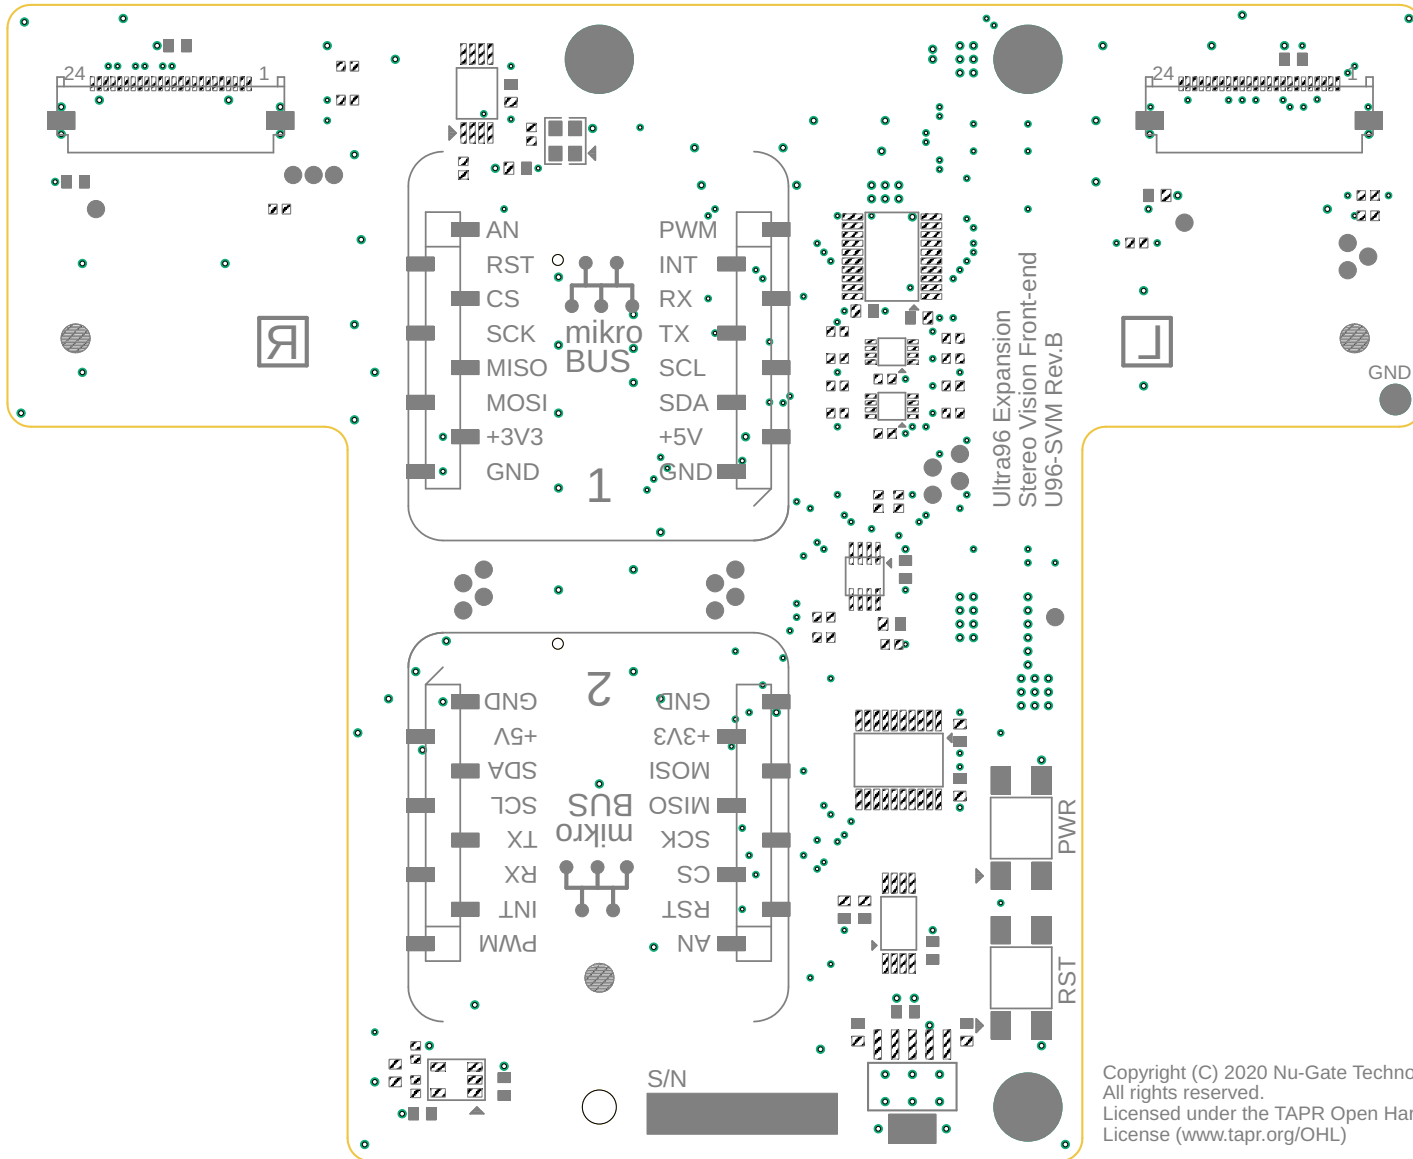 24 1
24 1
AN PWM
RST INT
CS RX
SCK TX
MISO SCL
MOSI SDA
+3V3 +5V
GND GND
mikro
BUS
1
R
L
GND
Ultra96 Expansion
Stereo Vision Front-end
U96-SVM Rev.B
2
GND GND
+5V +3V3
SDA MOSI
SCL MISO
TX SCK
RX CS
INT RST
PWM AN
mikro
BUS
PWR
RST
S/N
Copyright (C) 2020 Nu-Gate Techno
All rights reserved.
Licensed under the TAPR Open Har
License (www.tapr.org/OHL)